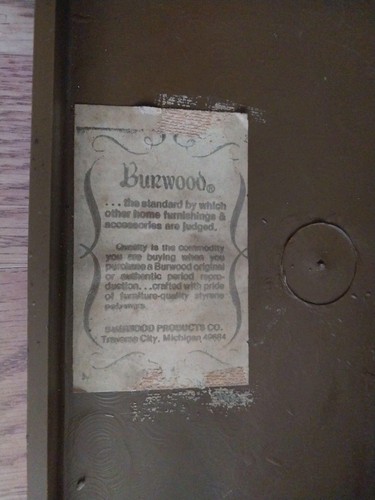 Burwood®
... the standard by which
other home furnishings &
accessories are judged.
Quality is the commodity
you are buying when you
purchase a Burwood original
or authentic period repro-
duction. . .crafted with pride
of furniture-quality styrene
polymers.
BURWOOD PRODUCTS CO.
Traverse City, Michigan 49684